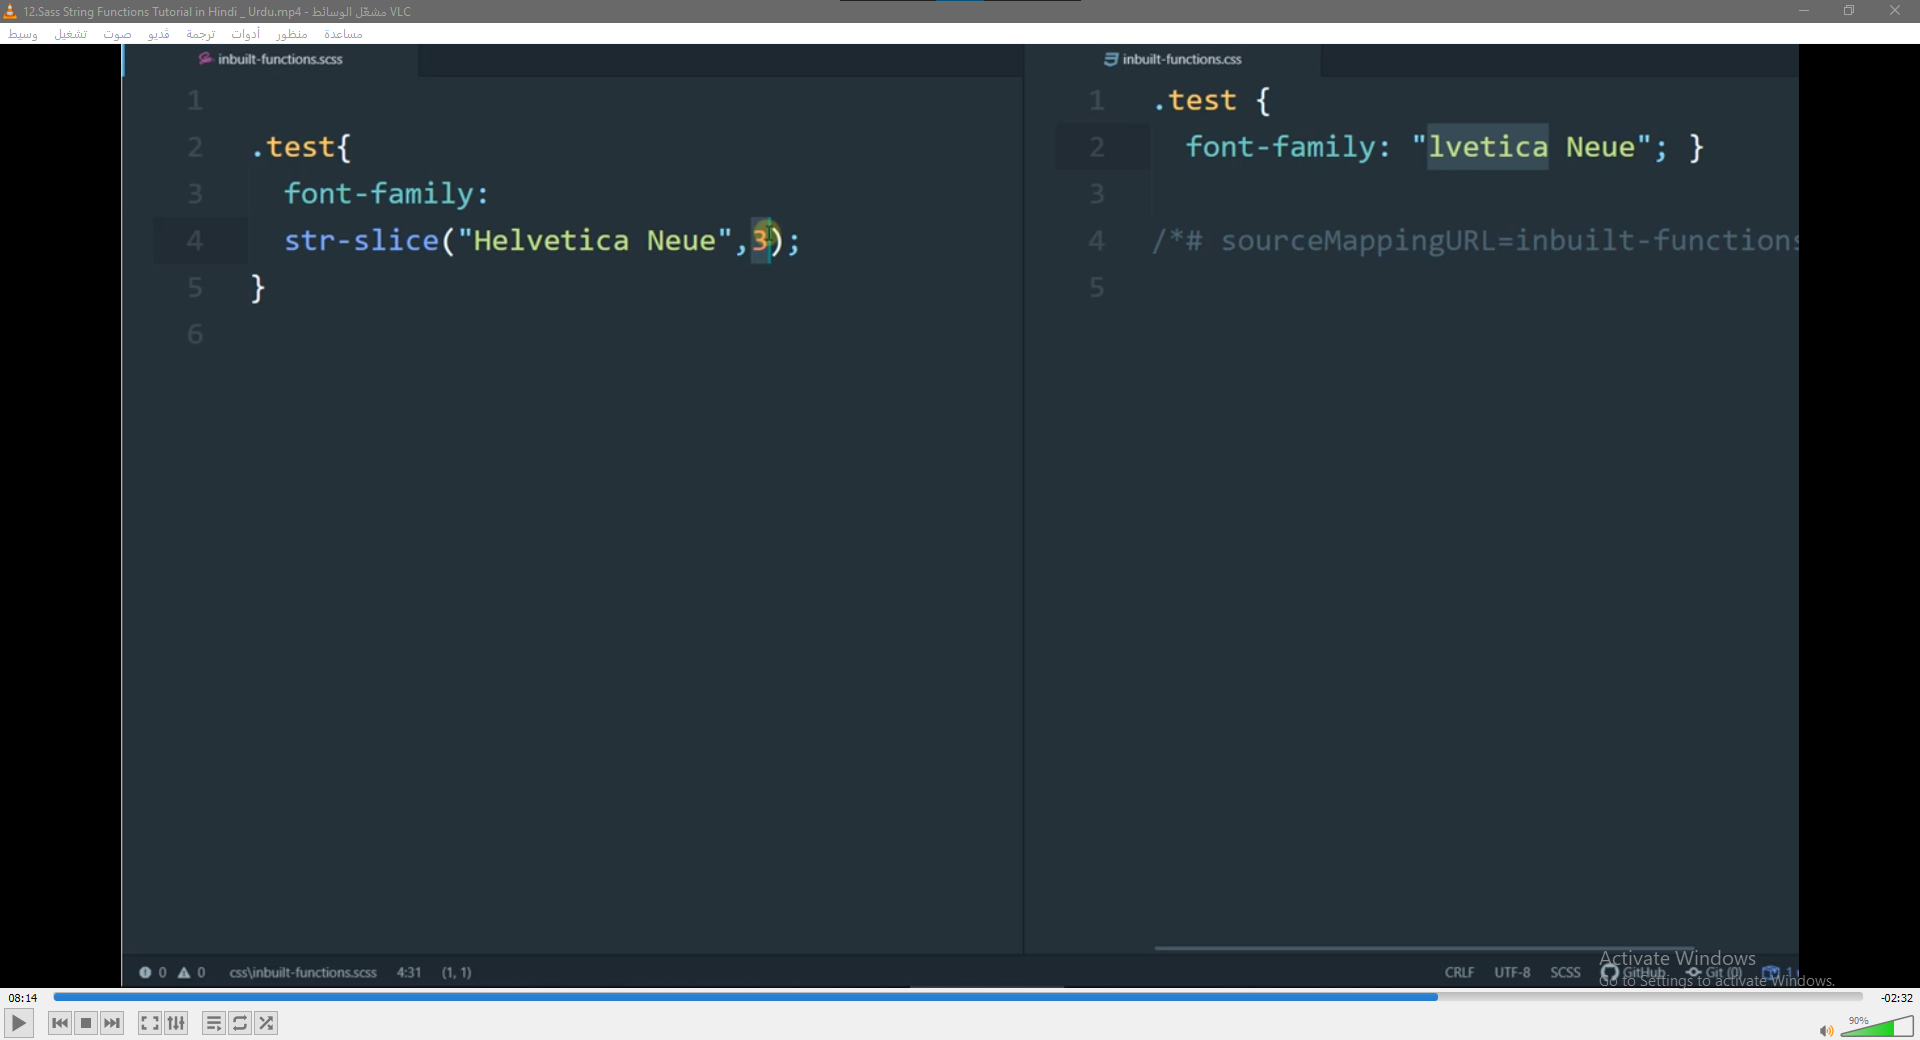 12.Sass String Functions Tutorial in Hindi _ Urdu.mp4 - مشغّل الوسائط VLC
وسيط تشغيل صوت ڤديو ترجمة أدوات منظور مساعدة
inbuilt-functions.scss
1
2 .test{
3 font-family:
4 str-slice("Helvetica Neue",3);
5 }
6
inbuilt-functions.css
1 .test {
2 font-family: "lvetica Neue"; }
3
4 /*# sourceMappingURL=inbuilt-functions
5
0 0 css\inbuilt-functions.scss 4:31 (1, 1)
CRLF UTF-8 SCSS GitHub Git (0) 1
Activate Windows
Go to Settings to activate Windows.
08:14 -02:32
90%